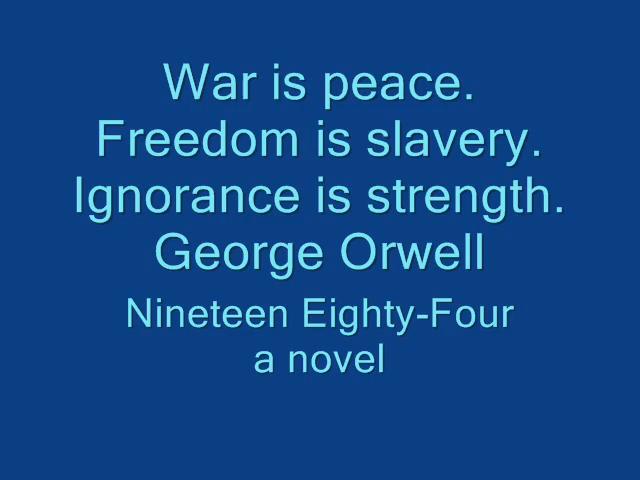 War is peace.
Freedom is slavery.
Ignorance is strength.
George Orwell
Nineteen Eighty-Four
a novel